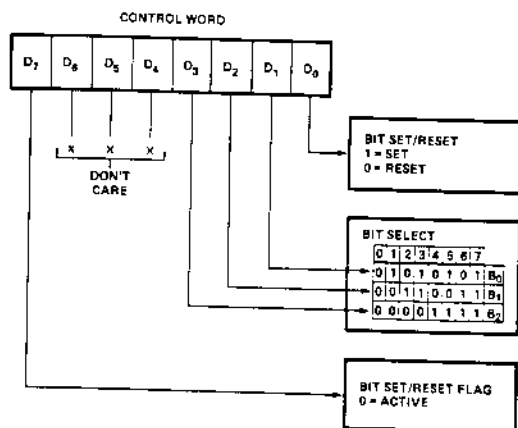 CONTROL WORD
D7 D6 D5 D4 D3 D2 D1 D0
X X X
DON'T
CARE
BIT SET/RESET
1 = SET
0 = RESET
BIT SELECT
0 1 2 3 4 5 6 7
0 1 0 1 0 1 0 1 B0
0 0 1 1 0 0 1 1 B1
0 0 0 0 1 1 1 1 B2
BIT SET/RESET FLAG
0 = ACTIVE